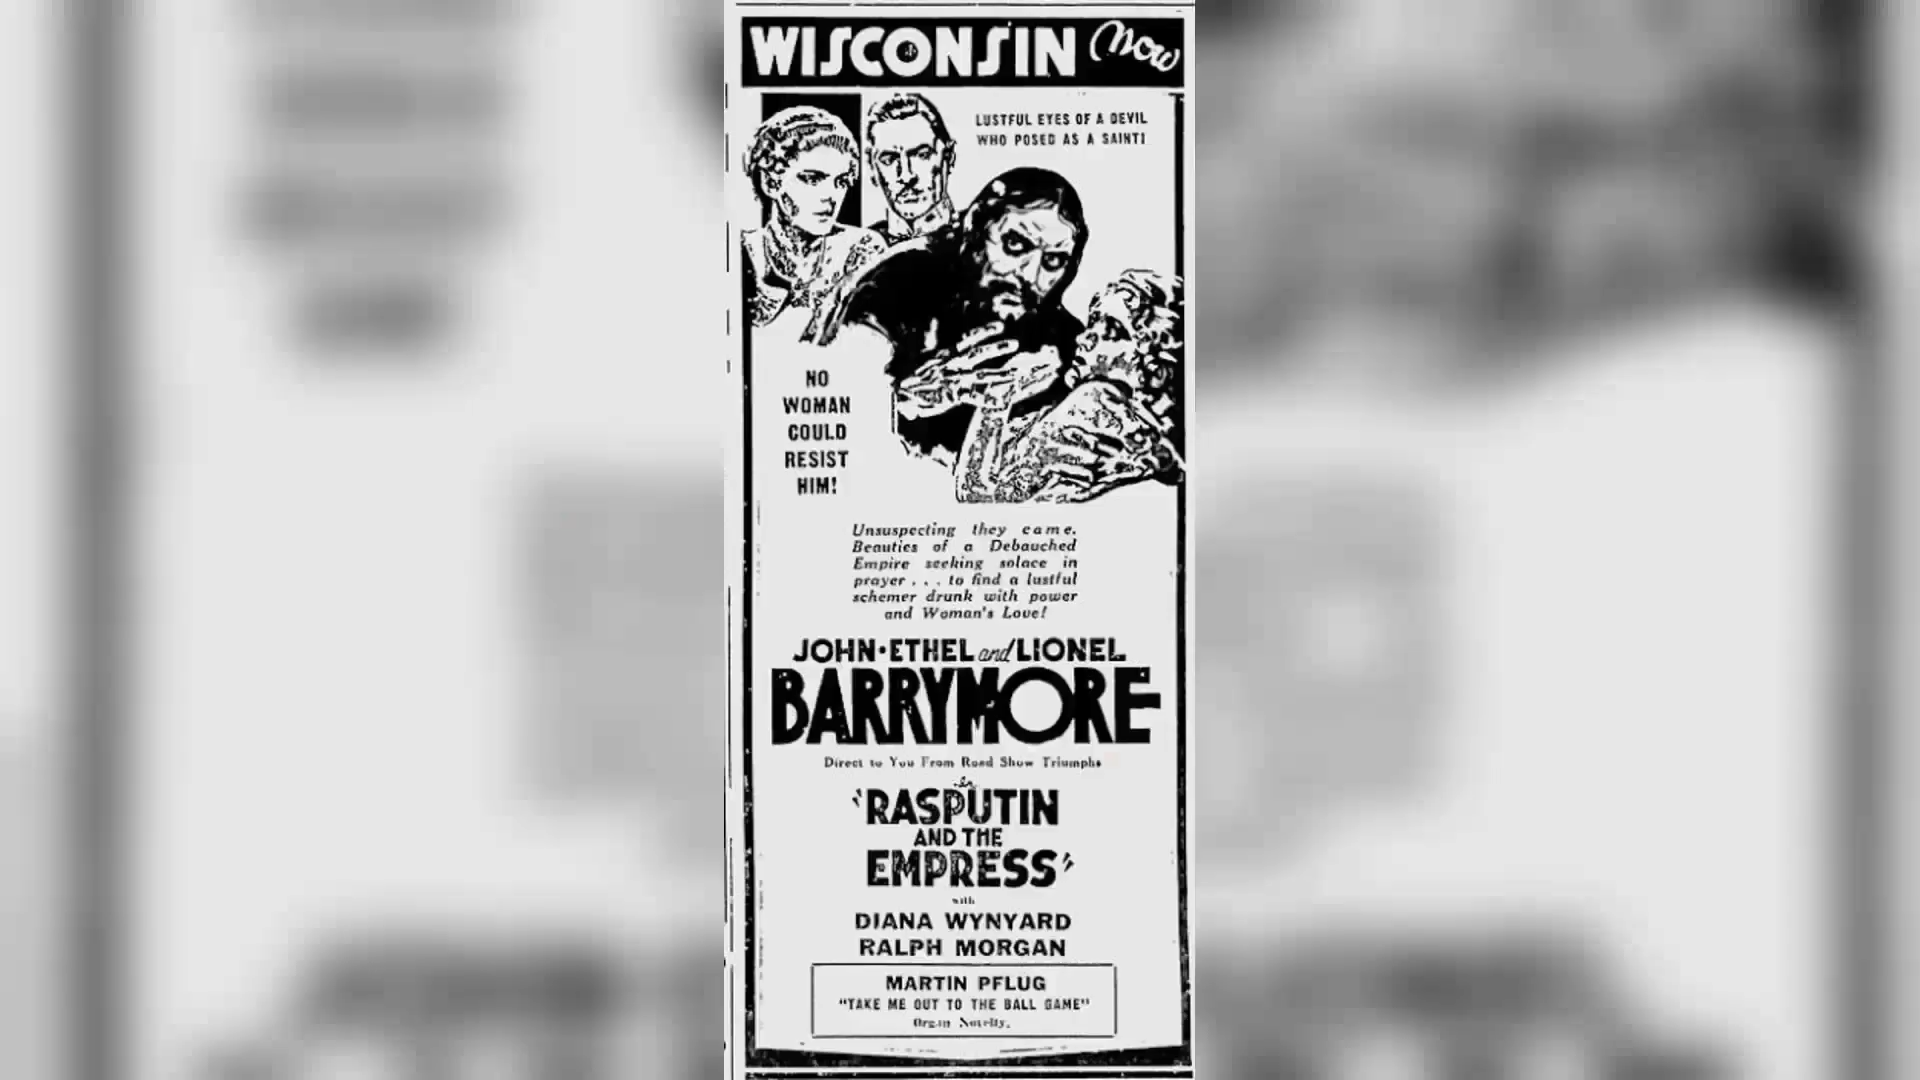 WISCONSIN Now
LUSTFUL EYES OF A DEVIL
WHO POSED AS A SAINT!
NO
WOMAN
COULD
RESIST
HIM!
Unsuspecting they came.
Beauties of a Debauched
Empire seeking solace in
prayer . . . to find a lustful
schemer drunk with power
and Woman's Love!
JOHN • ETHEL and LIONEL
BARRYMORE
Direct to You From Road Show Triumphs
in
'RASPUTIN
AND THE
EMPRESS"
with
DIANA WYNYARD
RALPH MORGAN
MARTIN PFLUG
"TAKE ME OUT TO THE BALL GAME"
Organ Novelty.